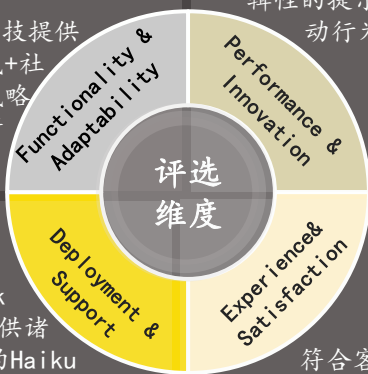 技提供
+社
略
动行
Functionality &
Adaptability
Performance &
Innovation
评选
维度
Deployment &
Support
Experience&
Satisfaction
k
供诸
Haiku
符合客